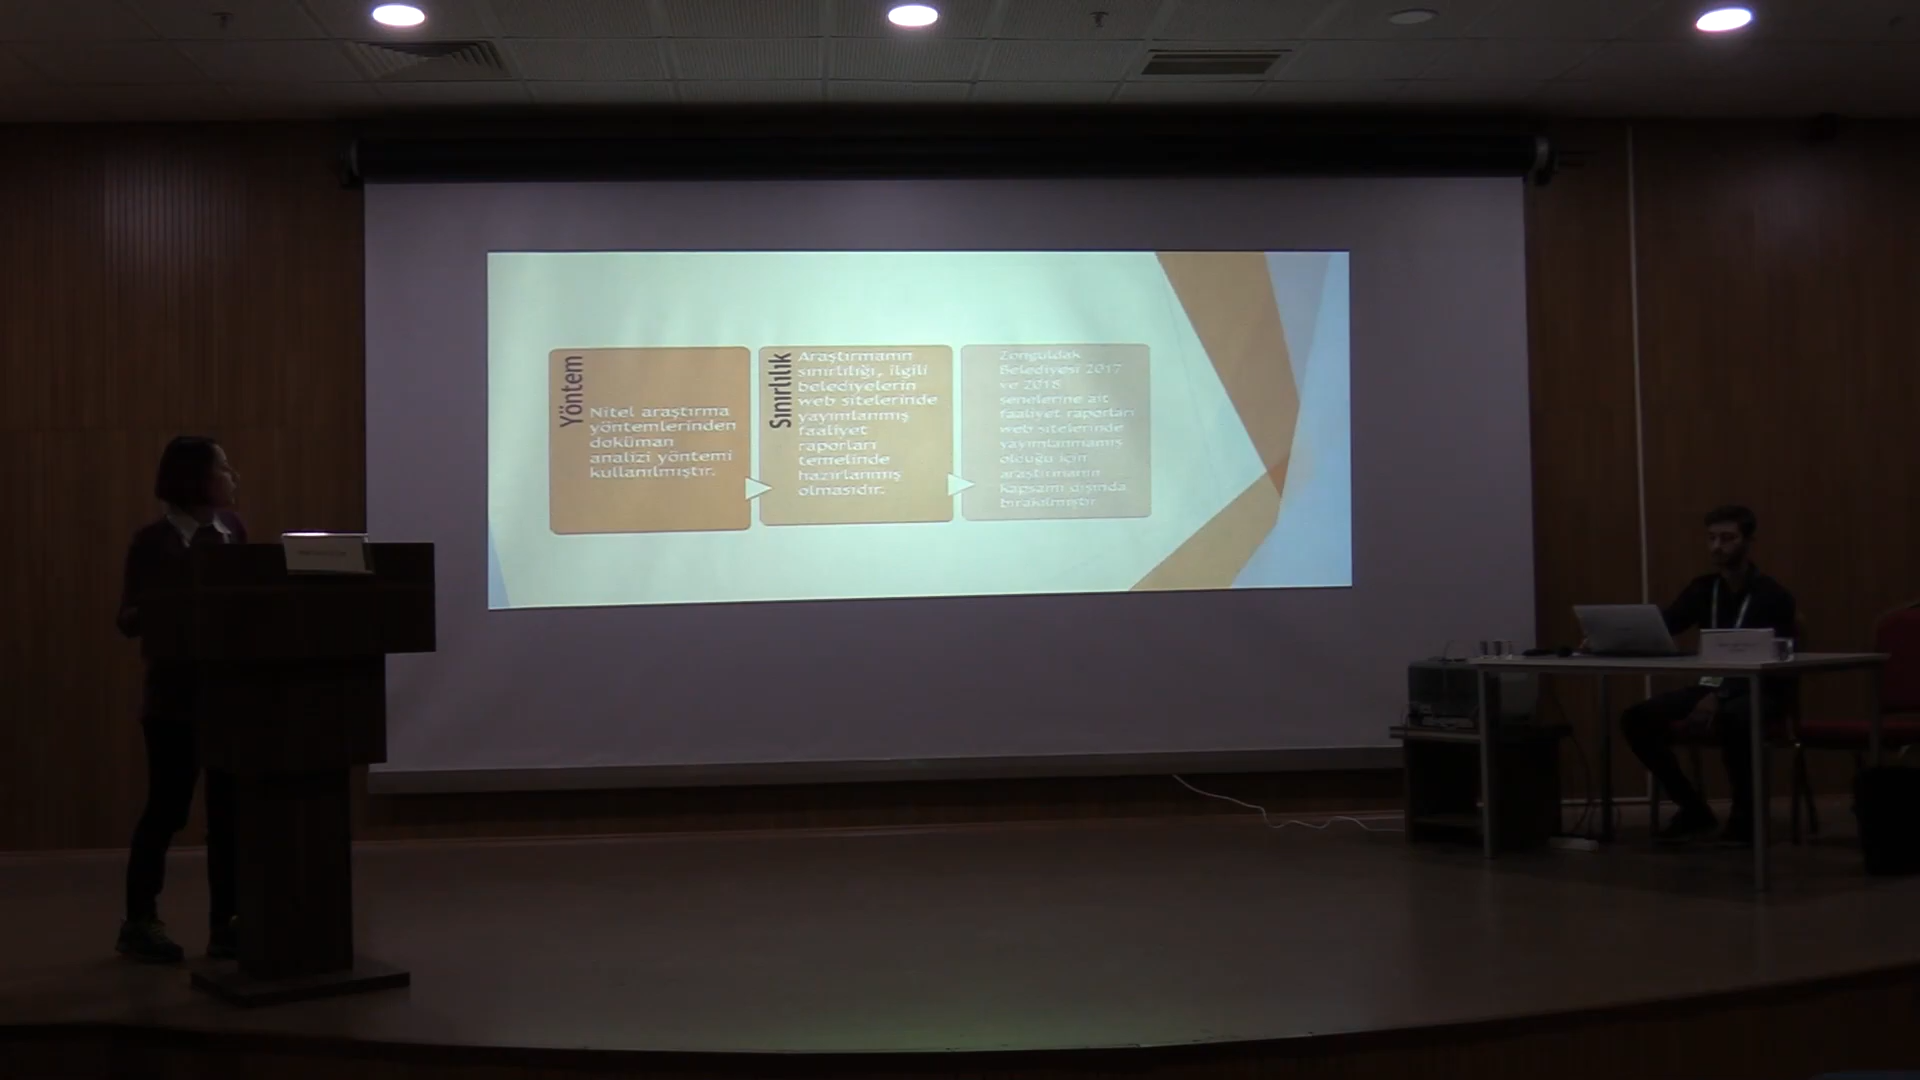 Yöntem
Nitel araştırma
yöntemlerinden
doküman
analizi yöntemi
kullanılmıştır.
Sınırlılık
Araştırmanın
sınırlılığı, ilgili
belediyelerin
web sitelerinde
yayımlanmış
faaliyet
raporları
temelinde
hazırlanmış
olmasıdır.
Zonguldak
Belediyesi 2017
ve 2018
senelerine ait
faaliyet raporları
web sitelerinde
yayımlanmamış
olduğu için
araştırmanın
kapsamı dışında
bırakılmıştır.